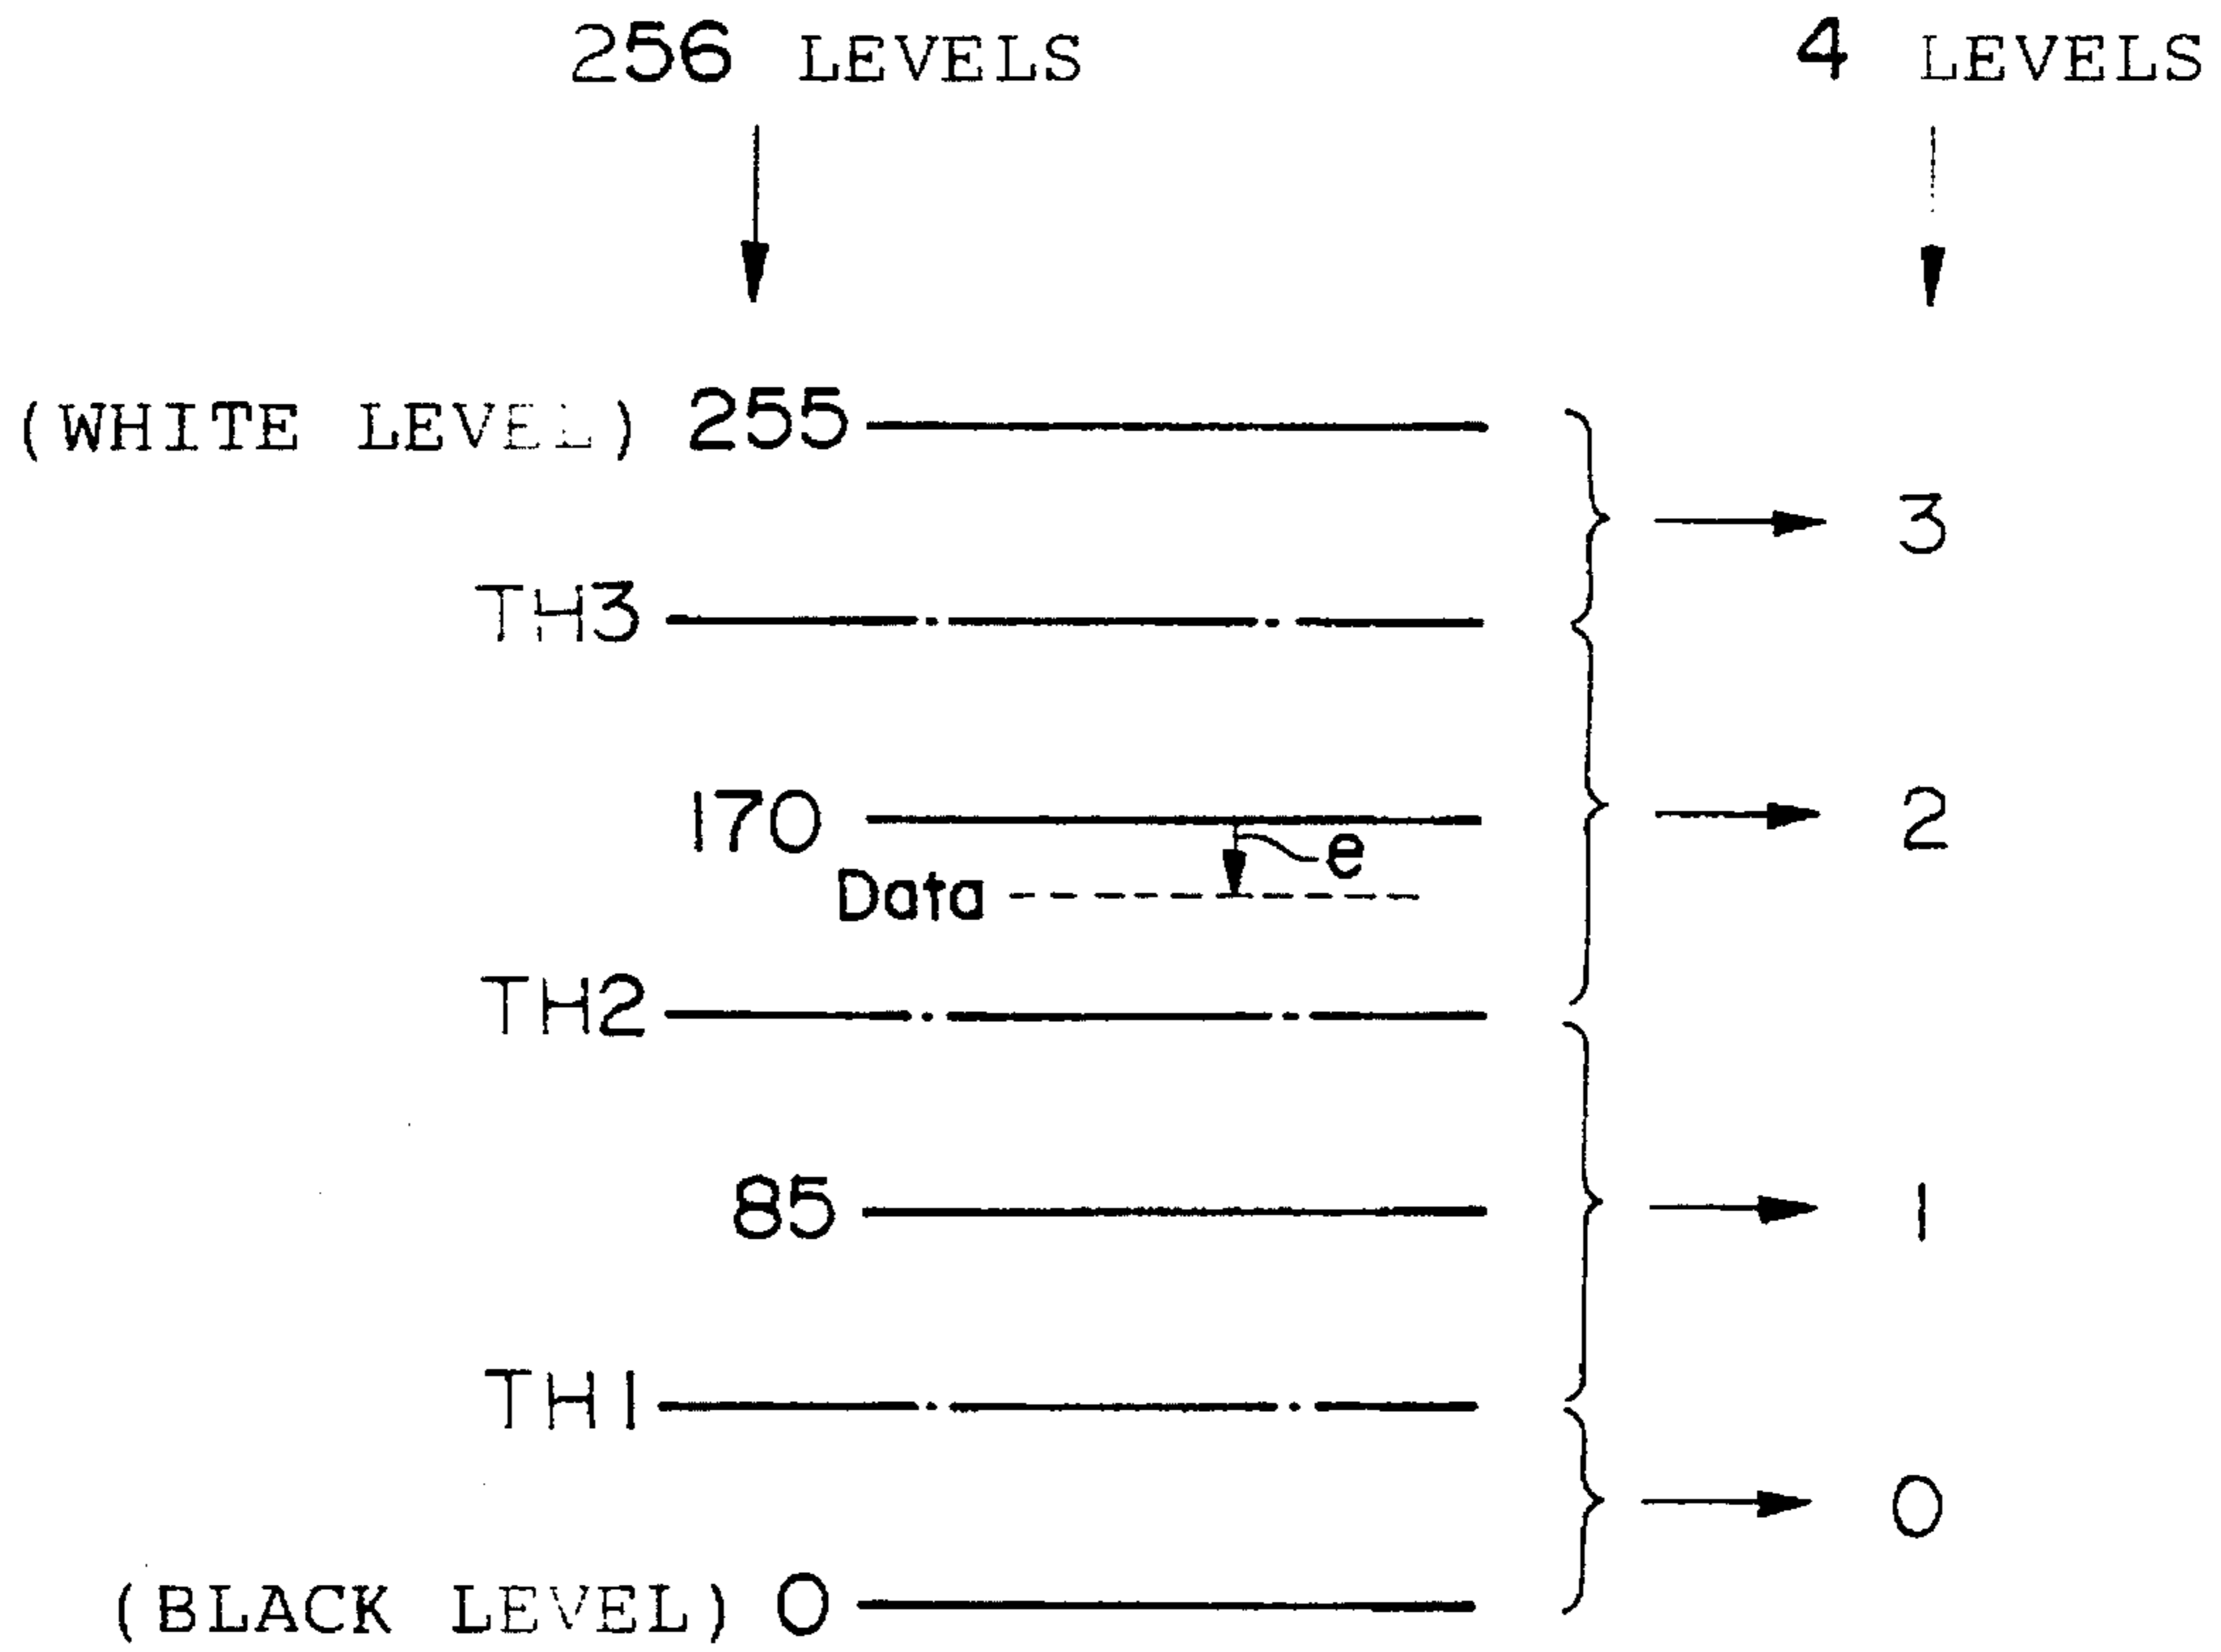 256 LEVELS 4 LEVELS
(WHITE LEVEL) 255
3
TH3
170 2
e
Data
TH2
85 1
TH1
0
(BLACK LEVEL) 0